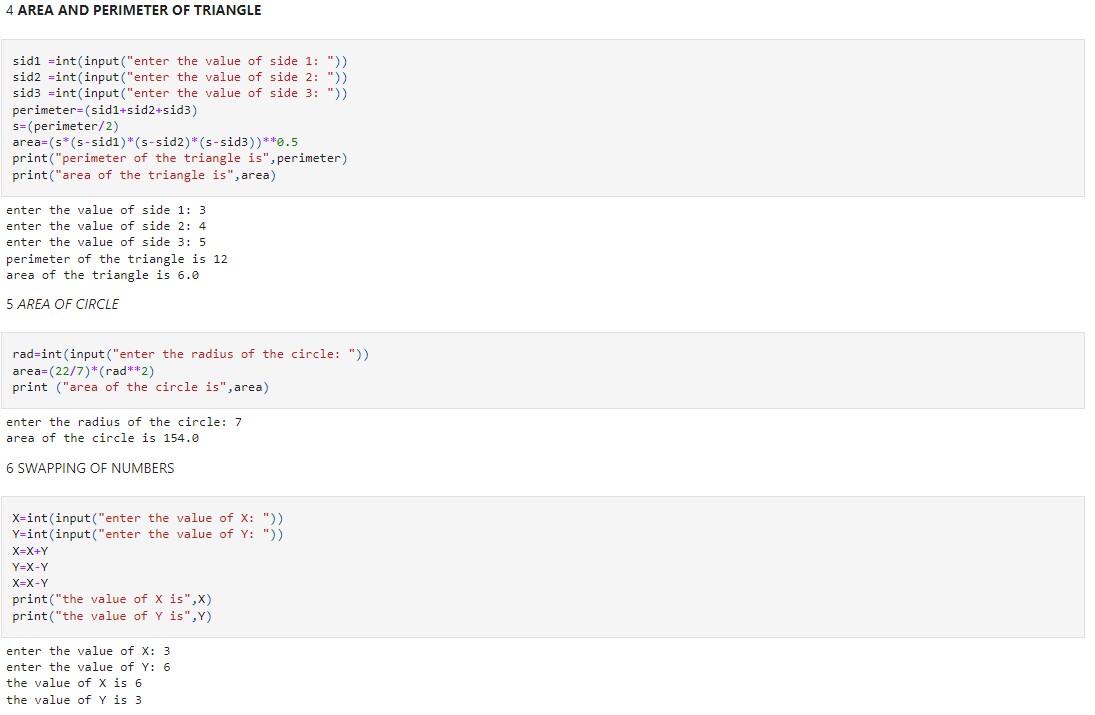 4 AREA AND PERIMETER OF TRIANGLE
sid1 =int(input("enter the value of side 1: "))
sid2 =int(input("enter the value of side 2: "))
sid3 =int(input("enter the value of side 3: "))
perimeter=(sid1+sid2+sid3)
s=(perimeter/2)
area=(s*(s-sid1)*(s-sid2)*(s-sid3))**0.5
print("perimeter of the triangle is",perimeter)
print("area of the triangle is",area)
enter the value of side 1: 3
enter the value of side 2: 4
enter the value of side 3: 5
perimeter of the triangle is 12
area of the triangle is 6.0
5 AREA OF CIRCLE
rad=int(input("enter the radius of the circle: "))
area=(22/7)*(rad**2)
print ("area of the circle is",area)
enter the radius of the circle: 7
area of the circle is 154.0
6 SWAPPING OF NUMBERS
X=int(input("enter the value of X: "))
Y=int(input("enter the value of Y: "))
X=X+Y
Y=X-Y
X=X-Y
print("the value of X is",X)
print("the value of Y is",Y)
enter the value of X: 3
enter the value of Y: 6
the value of X is 6
the value of Y is 3